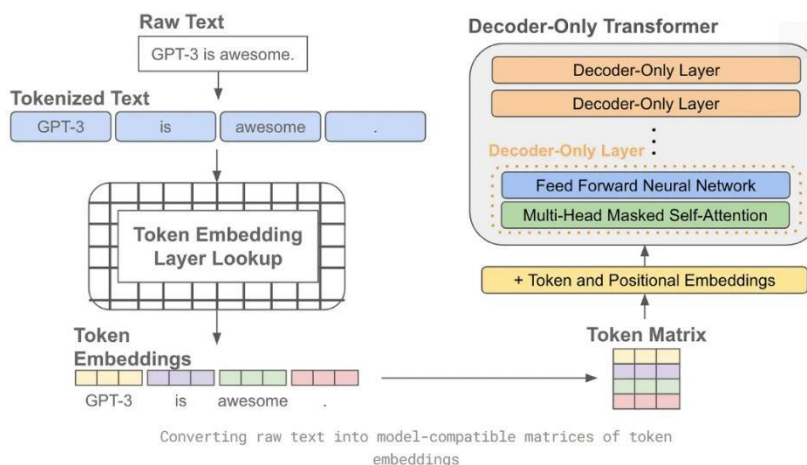 Raw Text
GPT-3 is awesome.
Tokenized Text
GPT-3
is
awesome
.
Token Embedding
Layer Lookup
Token
Embeddings
GPT-3
is
awesome
.
Decoder-Only Transformer
Decoder-Only Layer
Decoder-Only Layer
Decoder-Only Layer
Feed Forward Neural Network
Multi-Head Masked Self-Attention
+ Token and Positional Embeddings
Token Matrix
Converting raw text into model-compatible matrices of token
embeddings